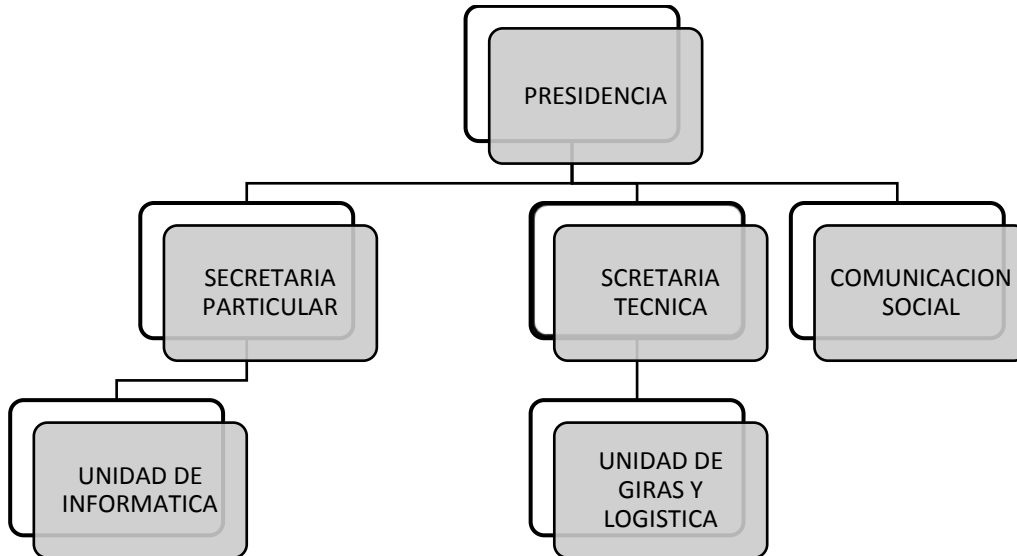 PRESIDENCIA
SECRETARIA
PARTICULAR
SCRETARIA
TECNICA
COMUNICACION
SOCIAL
UNIDAD DE
INFORMATICA
UNIDAD DE
GIRAS Y
LOGISTICA